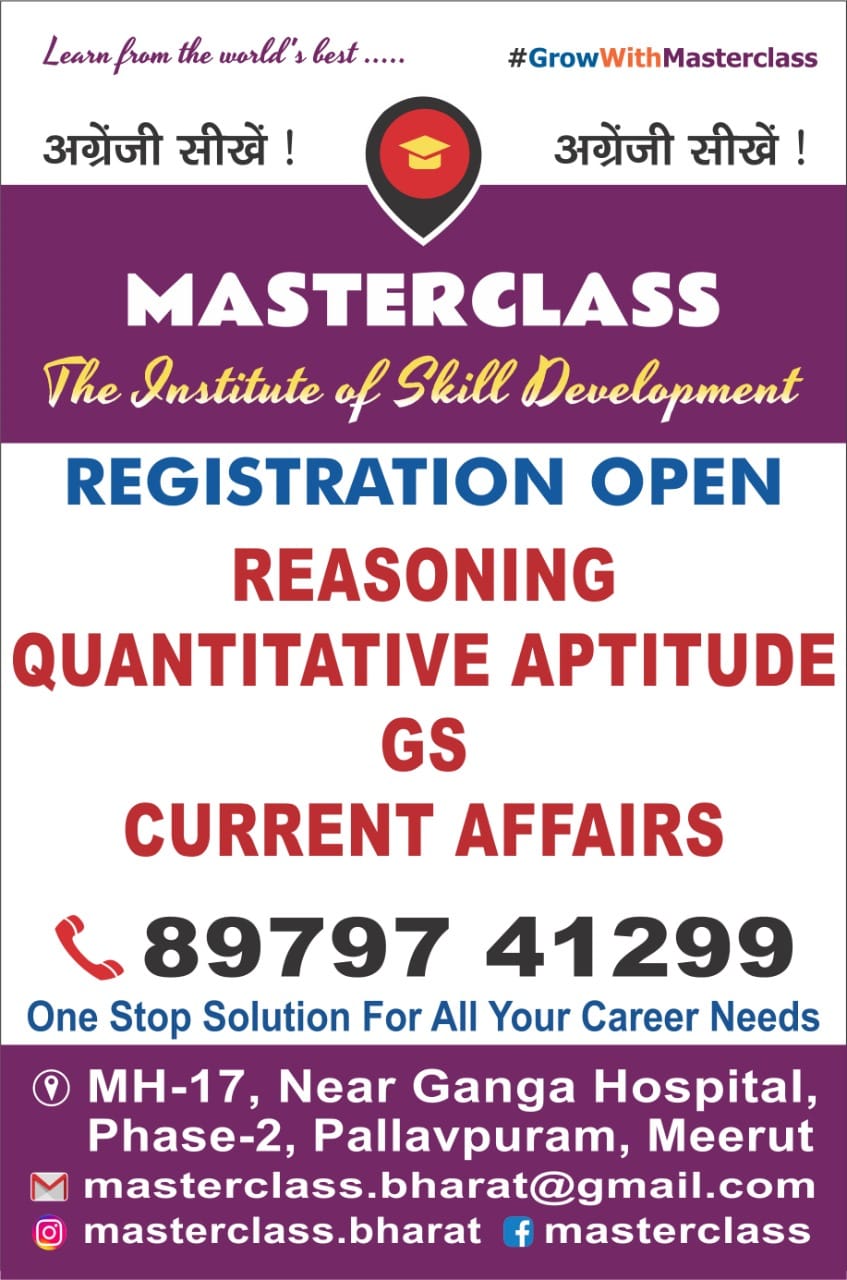 Learn from the world's best .....
#GrowWithMasterclass
अग्रेंजी सीखें !
अग्रेंजी सीखें !
MASTERCLASS
The Institute of Skill Development
REGISTRATION OPEN
REASONING
QUANTITATIVE APTITUDE
GS
CURRENT AFFAIRS
89797 41299
One Stop Solution For All Your Career Needs
MH-17, Near Ganga Hospital,
Phase-2, Pallavpuram, Meerut
masterclass.bharat@gmail.com
masterclass.bharat masterclass